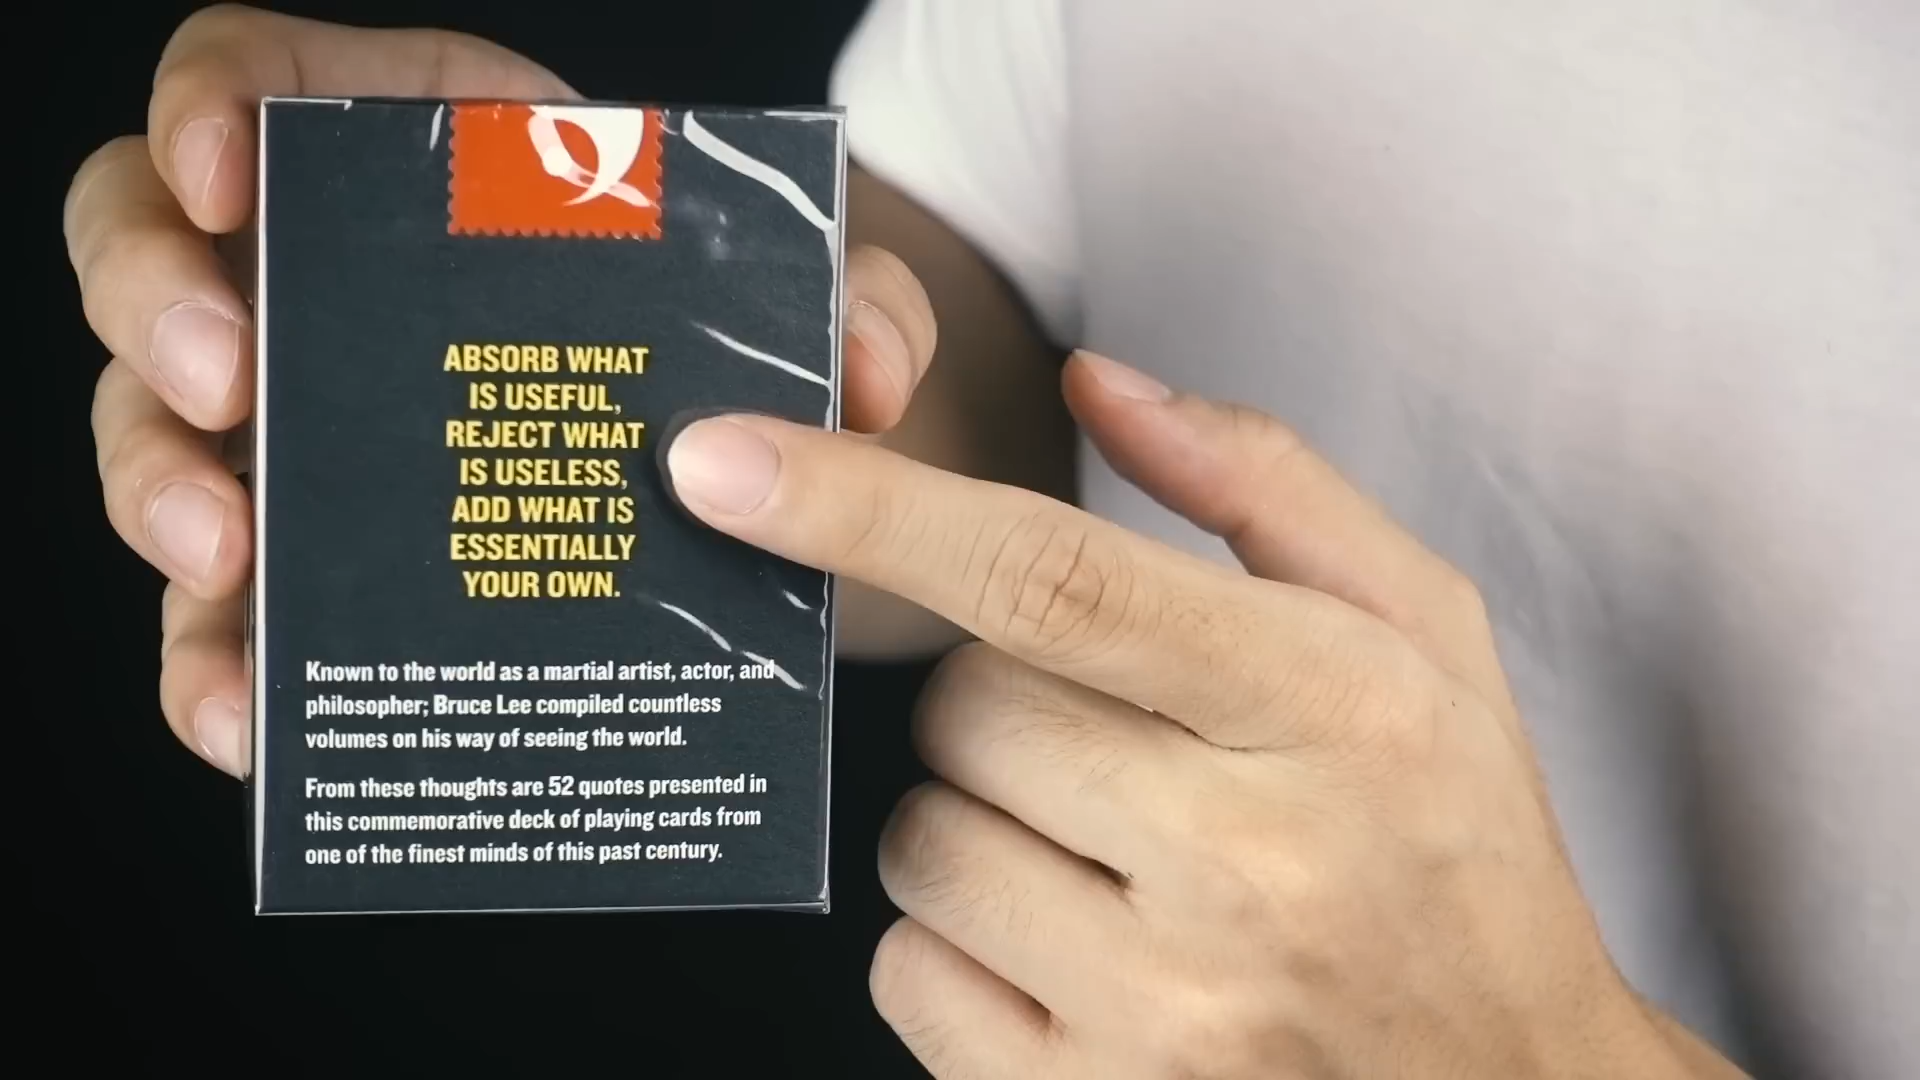 ABSORB WHAT
IS USEFUL,
REJECT WHAT
IS USELESS,
ADD WHAT IS
ESSENTIALLY
YOUR OWN.
Known to the world as a martial artist, actor, and
philosopher; Bruce Lee compiled countless
volumes on his way of seeing the world.
From these thoughts are 52 quotes presented in
this commemorative deck of playing cards from
one of the finest minds of this past century.